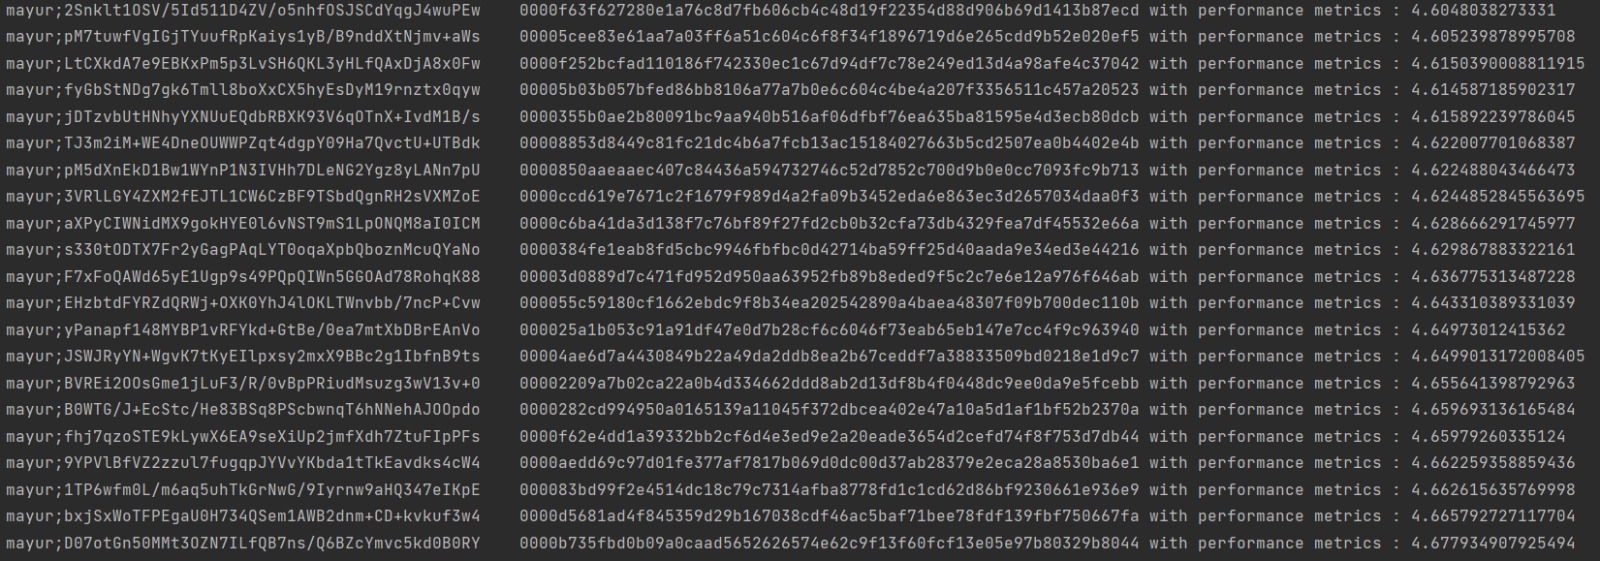 mayur;2Snklt1OSV/5Id511D4ZV/o5nhfOSJSCdYqgJ4wuPEw    0000f63f627280e1a76c8d7fb606cb4c48d19f22354d88d906b69d1413b87ecd with performance metrics : 4.6048038273331
mayur;pM7tuwfVgIGjTYuufRpKaiys1yB/B9nddXtNjmv+aWs    00005cee83e61aa7a03ff6a51c604c6f8f34f1896719d6e265cdd9b52e020ef5 with performance metrics : 4.605239878995708
mayur;LtCXkdA7e9EBKxPm5p3LvSH6QKL3yHLfQAxDjA8x0Fw    0000f252bcfad110186f742330ec1c67d94df7c78e249ed13d4a98afe4c37042 with performance metrics : 4.6150390008811915
mayur;fyGbStNDg7gk6Tmll8boXxCX5hyEsDyM19rnztx0qyw    00005b03b057bfed86bb8106a77a7b0e6c604c4be4a207f3356511c457a20523 with performance metrics : 4.614587185902317
mayur;jDTzvbUtHNhyYXNUuEQdbRBXK93V6qOTnX+IvdM1B/s    0000355b0ae2b80091bc9aa940b516af06dfbf76ea635ba81595e4d3ecb80dcb with performance metrics : 4.615892239786045
mayur;TJ3m2iM+WE4DneOUWWPZqt4dgpY09Ha7QvctU+UTBdk    00008853d8449c81fc21dc4b6a7fcb13ac15184027663b5cd2507ea0b4402e4b with performance metrics : 4.622007701068387
mayur;pM5dXnEkD1Bw1WYnP1N3IVHh7DLeNG2Ygz8yLANn7pU    0000850aaeaaec407c84436a594732746c52d7852c700d9b0e0cc7093fc9b713 with performance metrics : 4.622488043466473
mayur;3VRlLGY4ZXM2fEJTL1CW6CzBF9TSbdQgnRH2sVXMZoE    0000ccd619e7671c2f1679f989d4a2fa09b3452eda6e863ec3d2657034daa0f3 with performance metrics : 4.6244852845563695
mayur;aXPyCIWNidMX9gokHYE0l6vNST9mS1LpONQM8aI0ICM    0000c6ba41da3d138f7c76bf89f27fd2cb0b32cfa73db4329fea7df45532e66a with performance metrics : 4.628666291745977
mayur;s330tODTX7Fr2yGagPAqLYT0oqaXpbQboznMcuQYaNo    0000384fe1eab8fd5cbc9946fbfbc0d42714ba59ff25d40aada9e34ed3e44216 with performance metrics : 4.629867883322161
mayur;F7xFoQAWd65yE1Ugp9s49PQpQIWn5GGOAd78RohqK88    00003d0889d7c471fd952d950aa63952fb89b8eded9f5c2c7e6e12a976f646ab with performance metrics : 4.636775313487228
mayur;EHzbtdFYRZdQRWj+OXK0YhJ4lOKLTWnvbb/7ncP+Cvw    000055c59180cf1662ebdc9f8b34ea202542890a4baea48307f09b700dec110b with performance metrics : 4.643310389331039
mayur;yPanapf148MYBP1vRFYkd+GtBe/0ea7mtXbDBrEAnVo    000025a1b053c91a91df47e0d7b28cf6c6046f73eab65eb147e7cc4f9c963940 with performance metrics : 4.64973012415362
mayur;JSWJRyYN+WgvK7tKyEIlpxsy2mxX9BBc2g1IbfnB9ts    00004ae6d7a4430849b22a49da2ddb8ea2b67ceddf7a38833509bd0218e1d9c7 with performance metrics : 4.6499013172008405
mayur;BVREi2OOsGme1jLuF3/R/0vBpPRiudMsuzg3wV13v+0    00002209a7b02ca22a0b4d334662ddd8ab2d13df8b4f0448dc9ee0da9e5fcebb with performance metrics : 4.655641398792963
mayur;B0WTG/J+EcStc/He83BSq8PScbwnqT6hNNehAJOOpdo    0000282cd994950a0165139a11045f372dbcea402e47a10a5d1af1bf52b2370a with performance metrics : 4.659693136165484
mayur;fhj7qzoSTE9kLywX6EA9seXiUp2jmfXdh7ZtuFIpPFs    0000f62e4dd1a39332bb2cf6d4e3ed9e2a20eade3654d2cefd74f8f753d7db44 with performance metrics : 4.65979260335124
mayur;9YPVlBfVZ2zzul7fugqpJYVvYKbda1tTkEavdks4cW4    0000aedd69c97d01fe377af7817b069d0dc00d37ab28379e2eca28a8530ba6e1 with performance metrics : 4.662259358859436
mayur;1TP6wfm0L/m6aq5uhTkGrNwG/9Iyrnw9aHQ347eIKpE    000083bd99f2e4514dc18c79c7314afba8778fd1c1cd62d86bf9230661e936e9 with performance metrics : 4.662615635769998
mayur;bxjSxWoTFPEgaU0H734QSem1AWB2dnm+CD+kvkuf3w4    0000d5681ad4f845359d29b167038cdf46ac5baf71bee78fdf139fbf750667fa with performance metrics : 4.665792727117704
mayur;D07otGn50MMt3OZN7ILfQB7ns/Q6BZcYmvc5kd0B0RY    0000b735fbd0b09a0caad5652626574e62c9f13f60fcf13e05e97b80329b8044 with performance metrics : 4.677934907925494